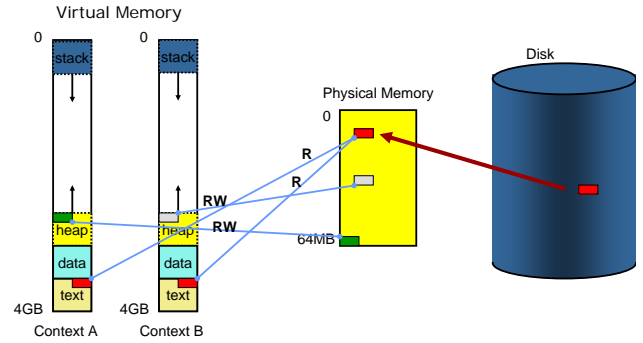 Virtual Memory
0
0
stack
stack
Disk
Physical Memory
0
R
R
RW
RW
heap
heap
64MB
data
data
text
text
4GB
4GB
Context A
Context B